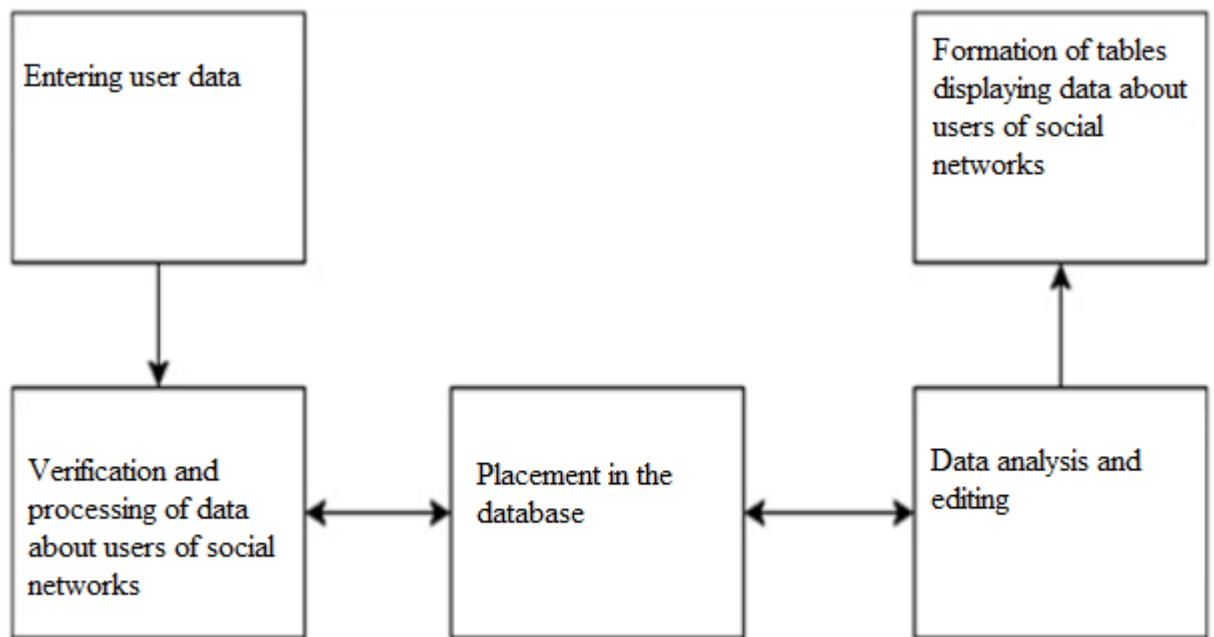 Entering user data
Formation of tables
displaying data about
users of social
networks
Verification and
processing of data
about users of social
networks
Placement in the
database
Data analysis and
editing